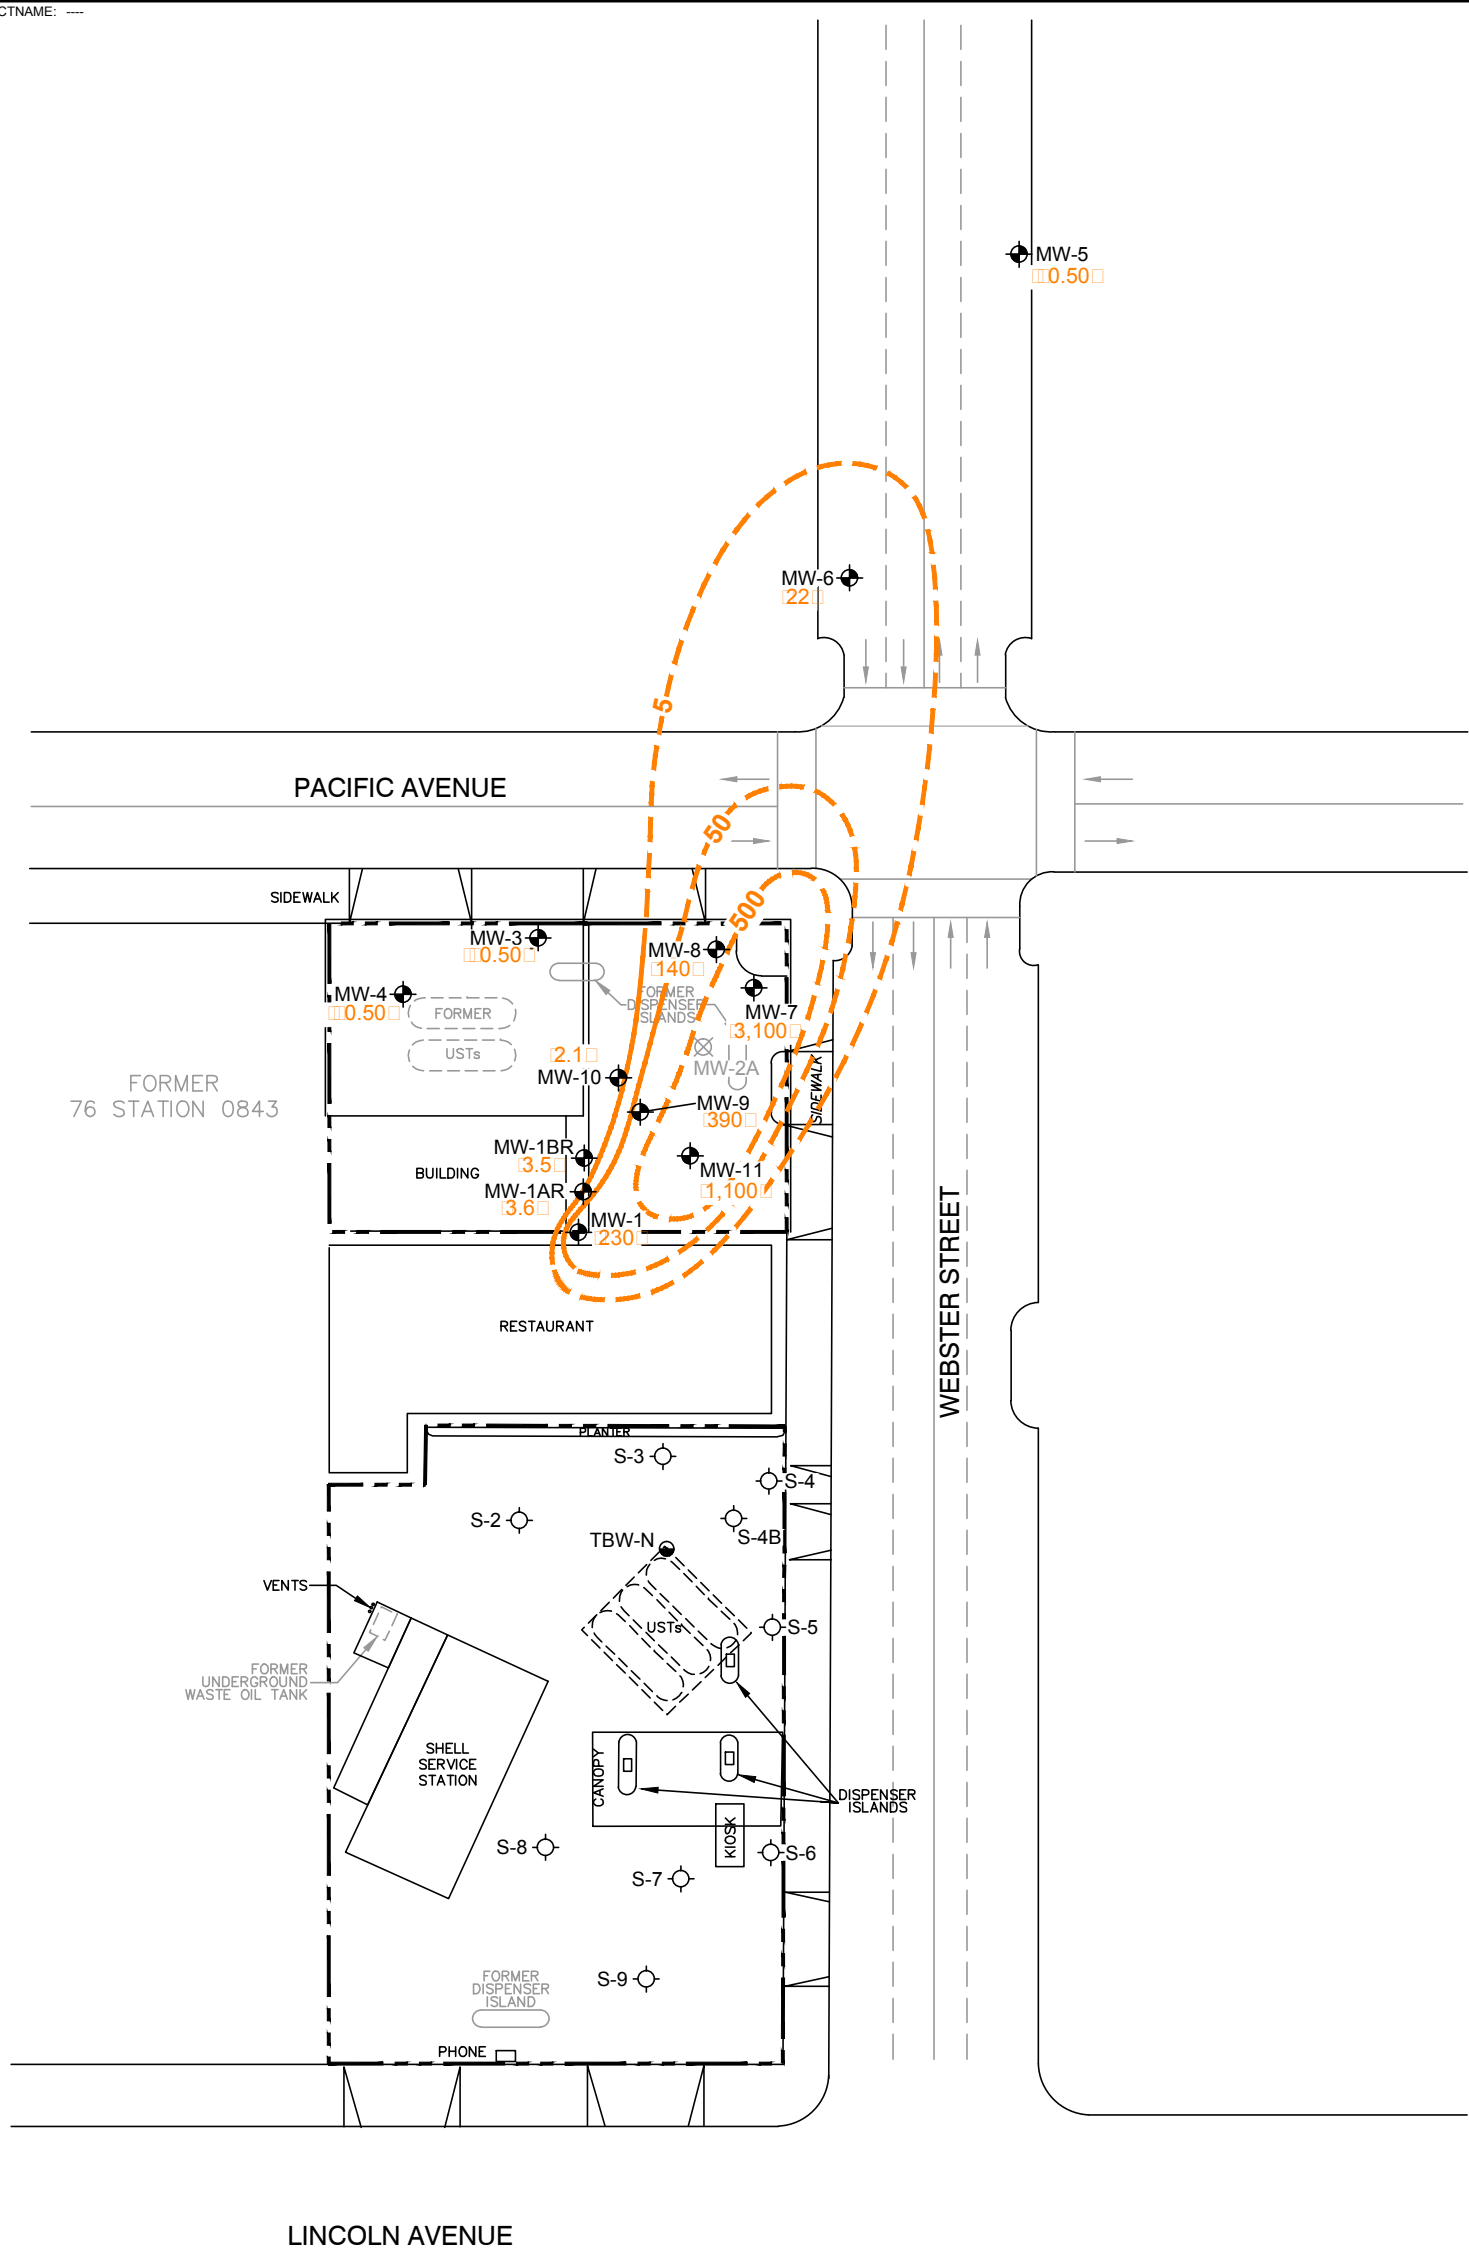 CTNAME: ----
MW-5
0.50
MW-6
22
5
PACIFIC AVENUE
50
SIDEWALK
500
MW-3
0.50
MW-8
140
MW-4
0.50
FORMER
USTs
FORMER
DISPENSER
ISLANDS
MW-7
3,100
MW-2A
2.1
MW-10
FORMER
76 STATION 0843
SIDEWALK
MW-9
390
MW-1BR
3.5
BUILDING
MW-11
1,100
MW-1AR
3.6
MW-1
230
WEBSTER STREET
RESTAURANT
PLANTER
S-3
S-4
S-2
S-4B
TBW-N
VENTS
USTs
S-5
FORMER
UNDERGROUND
WASTE OIL TANK
SHELL
SERVICE
STATION
CANOPY
DISPENSER
ISLANDS
KIOSK
S-8
S-6
S-7
S-9
FORMER
DISPENSER
ISLAND
PHONE
LINCOLN AVENUE